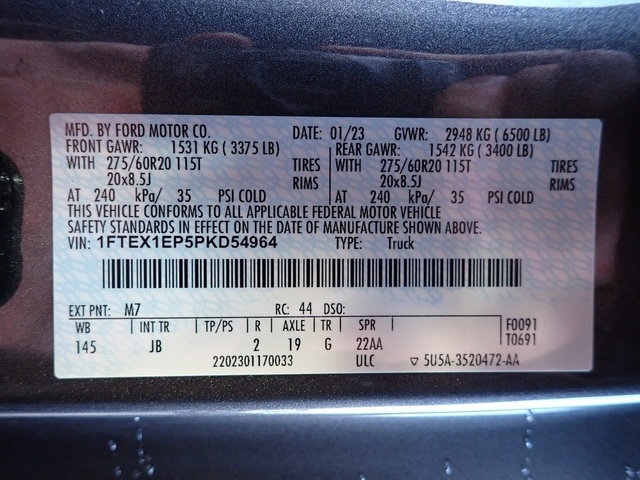 MFD. BY FORD MOTOR CO. DATE: 01/23 GVWR: 2948 KG ( 6500 LB)
FRONT GAWR: 1531 KG ( 3375 LB) REAR GAWR: 1542 KG ( 3400 LB)
WITH 275/60R20 115T TIRES WITH 275/60R20 115T TIRES
20x8.5J RIMS 20x8.5J RIMS
AT 240 kPa/ 35 PSI COLD AT 240 kPa/ 35 PSI COLD
THIS VEHICLE CONFORMS TO ALL APPLICABLE FEDERAL MOTOR VEHICLE
SAFETY STANDARDS IN EFFECT ON THE DATE OF MANUFACTURE SHOWN ABOVE.
VIN: 1FTEX1EP5PKD54964 TYPE: Truck
EXT PNT: M7 RC: 44 DSO:
WB INT TR TP/PS R AXLE TR SPR F0091
145 JB 2 19 G 22AA T0691
2202301170033 ULC ▽ 5U5A-3520472-AA